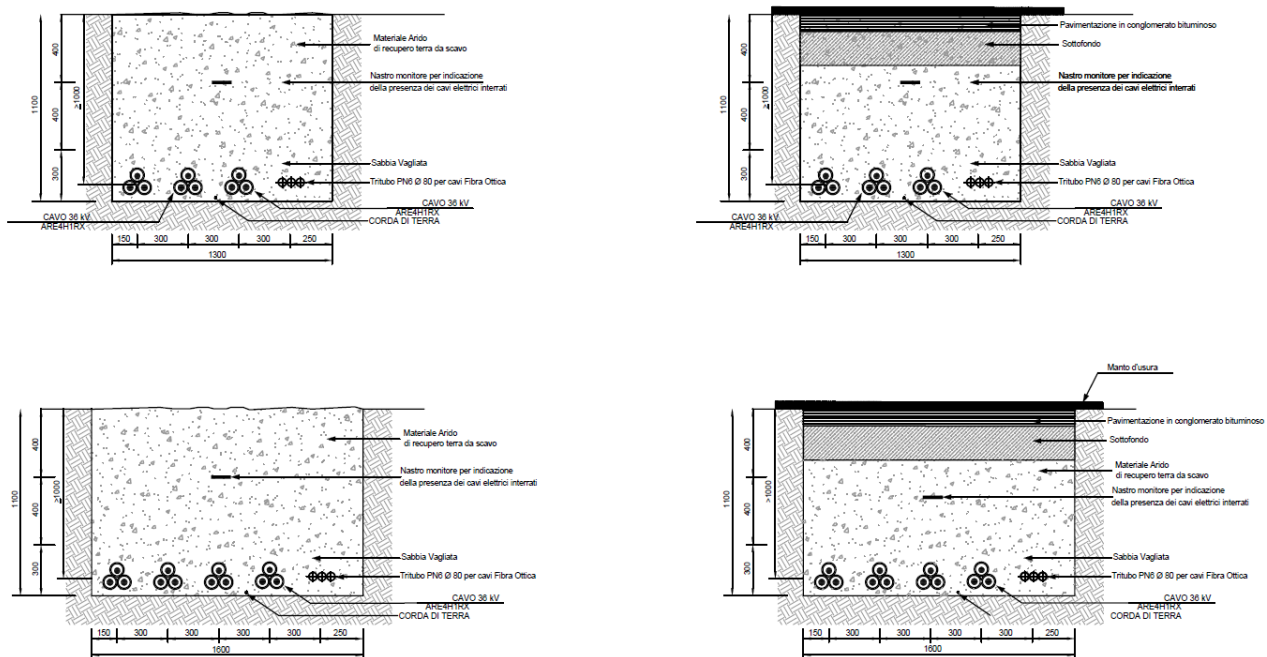 400
400
300
1100
≥1000
Materiale Arido
di recupero terra da scavo
Nastro monitore per indicazione
della presenza dei cavi elettrici interrati
Sabbia Vagliata
Tritubo PN6 Ø 80 per cavi Fibra Ottica
CAVO 36 kV
ARE4H1RX
CAVO 36 kV
ARE4H1RX
CORDA DI TERRA
150
300
300
300
250
1300
400
400
300
1100
≥1000
Pavimentazione in conglomerato bituminoso
Sottofondo
Nastro monitore per indicazione
della presenza dei cavi elettrici interrati
Sabbia Vagliata
Tritubo PN6 Ø 80 per cavi Fibra Ottica
CAVO 36 kV
ARE4H1RX
CAVO 36 kV
ARE4H1RX
CORDA DI TERRA
150
300
300
300
250
1300
400
400
300
1100
≥1000
Materiale Arido
di recupero terra da scavo
Nastro monitore per indicazione
della presenza dei cavi elettrici interrati
Sabbia Vagliata
Tritubo PN6 Ø 80 per cavi Fibra Ottica
CAVO 36 kV
ARE4H1RX
CORDA DI TERRA
150
300
300
300
300
250
1600
Manto d'usura
400
400
300
1100
≥1000
Pavimentazione in conglomerato bituminoso
Sottofondo
Materiale Arido
di recupero terra da scavo
Nastro monitore per indicazione
della presenza dei cavi elettrici interrati
Sabbia Vagliata
Tritubo PN6 Ø 80 per cavi Fibra Ottica
CAVO 36 kV
ARE4H1RX
CORDA DI TERRA
150
300
300
300
300
250
1600